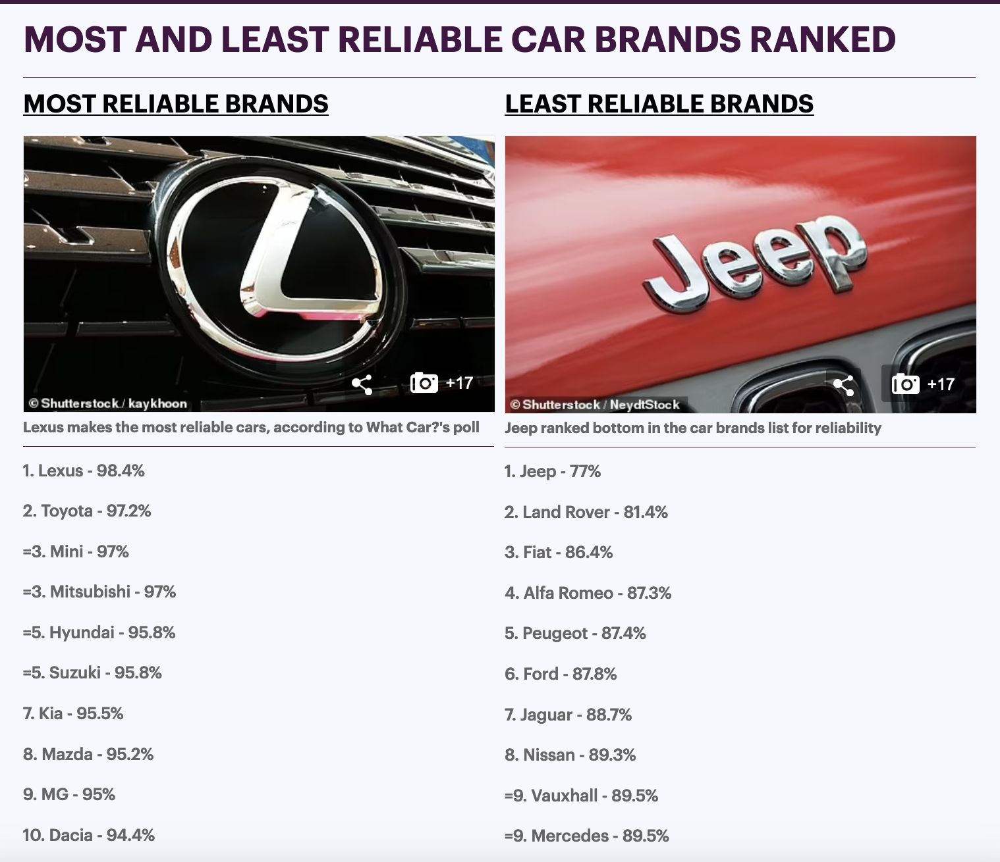 MOST AND LEAST RELIABLE CAR BRANDS RANKED
MOST RELIABLE BRANDS
+17
© Shutterstock / kaykhoon
Lexus makes the most reliable cars, according to What Car?'s poll
1. Lexus - 98.4%
2. Toyota - 97.2%
=3. Mini - 97%
=3. Mitsubishi - 97%
=5. Hyundai - 95.8%
=5. Suzuki - 95.8%
7. Kia - 95.5%
8. Mazda - 95.2%
9. MG - 95%
10. Dacia - 94.4%
LEAST RELIABLE BRANDS
Jeep
+17
© Shutterstock / NeydtStock
Jeep ranked bottom in the car brands list for reliability
1. Jeep - 77%
2. Land Rover - 81.4%
3. Fiat - 86.4%
4. Alfa Romeo - 87.3%
5. Peugeot - 87.4%
6. Ford - 87.8%
7. Jaguar - 88.7%
8. Nissan - 89.3%
=9. Vauxhall - 89.5%
=9. Mercedes - 89.5%